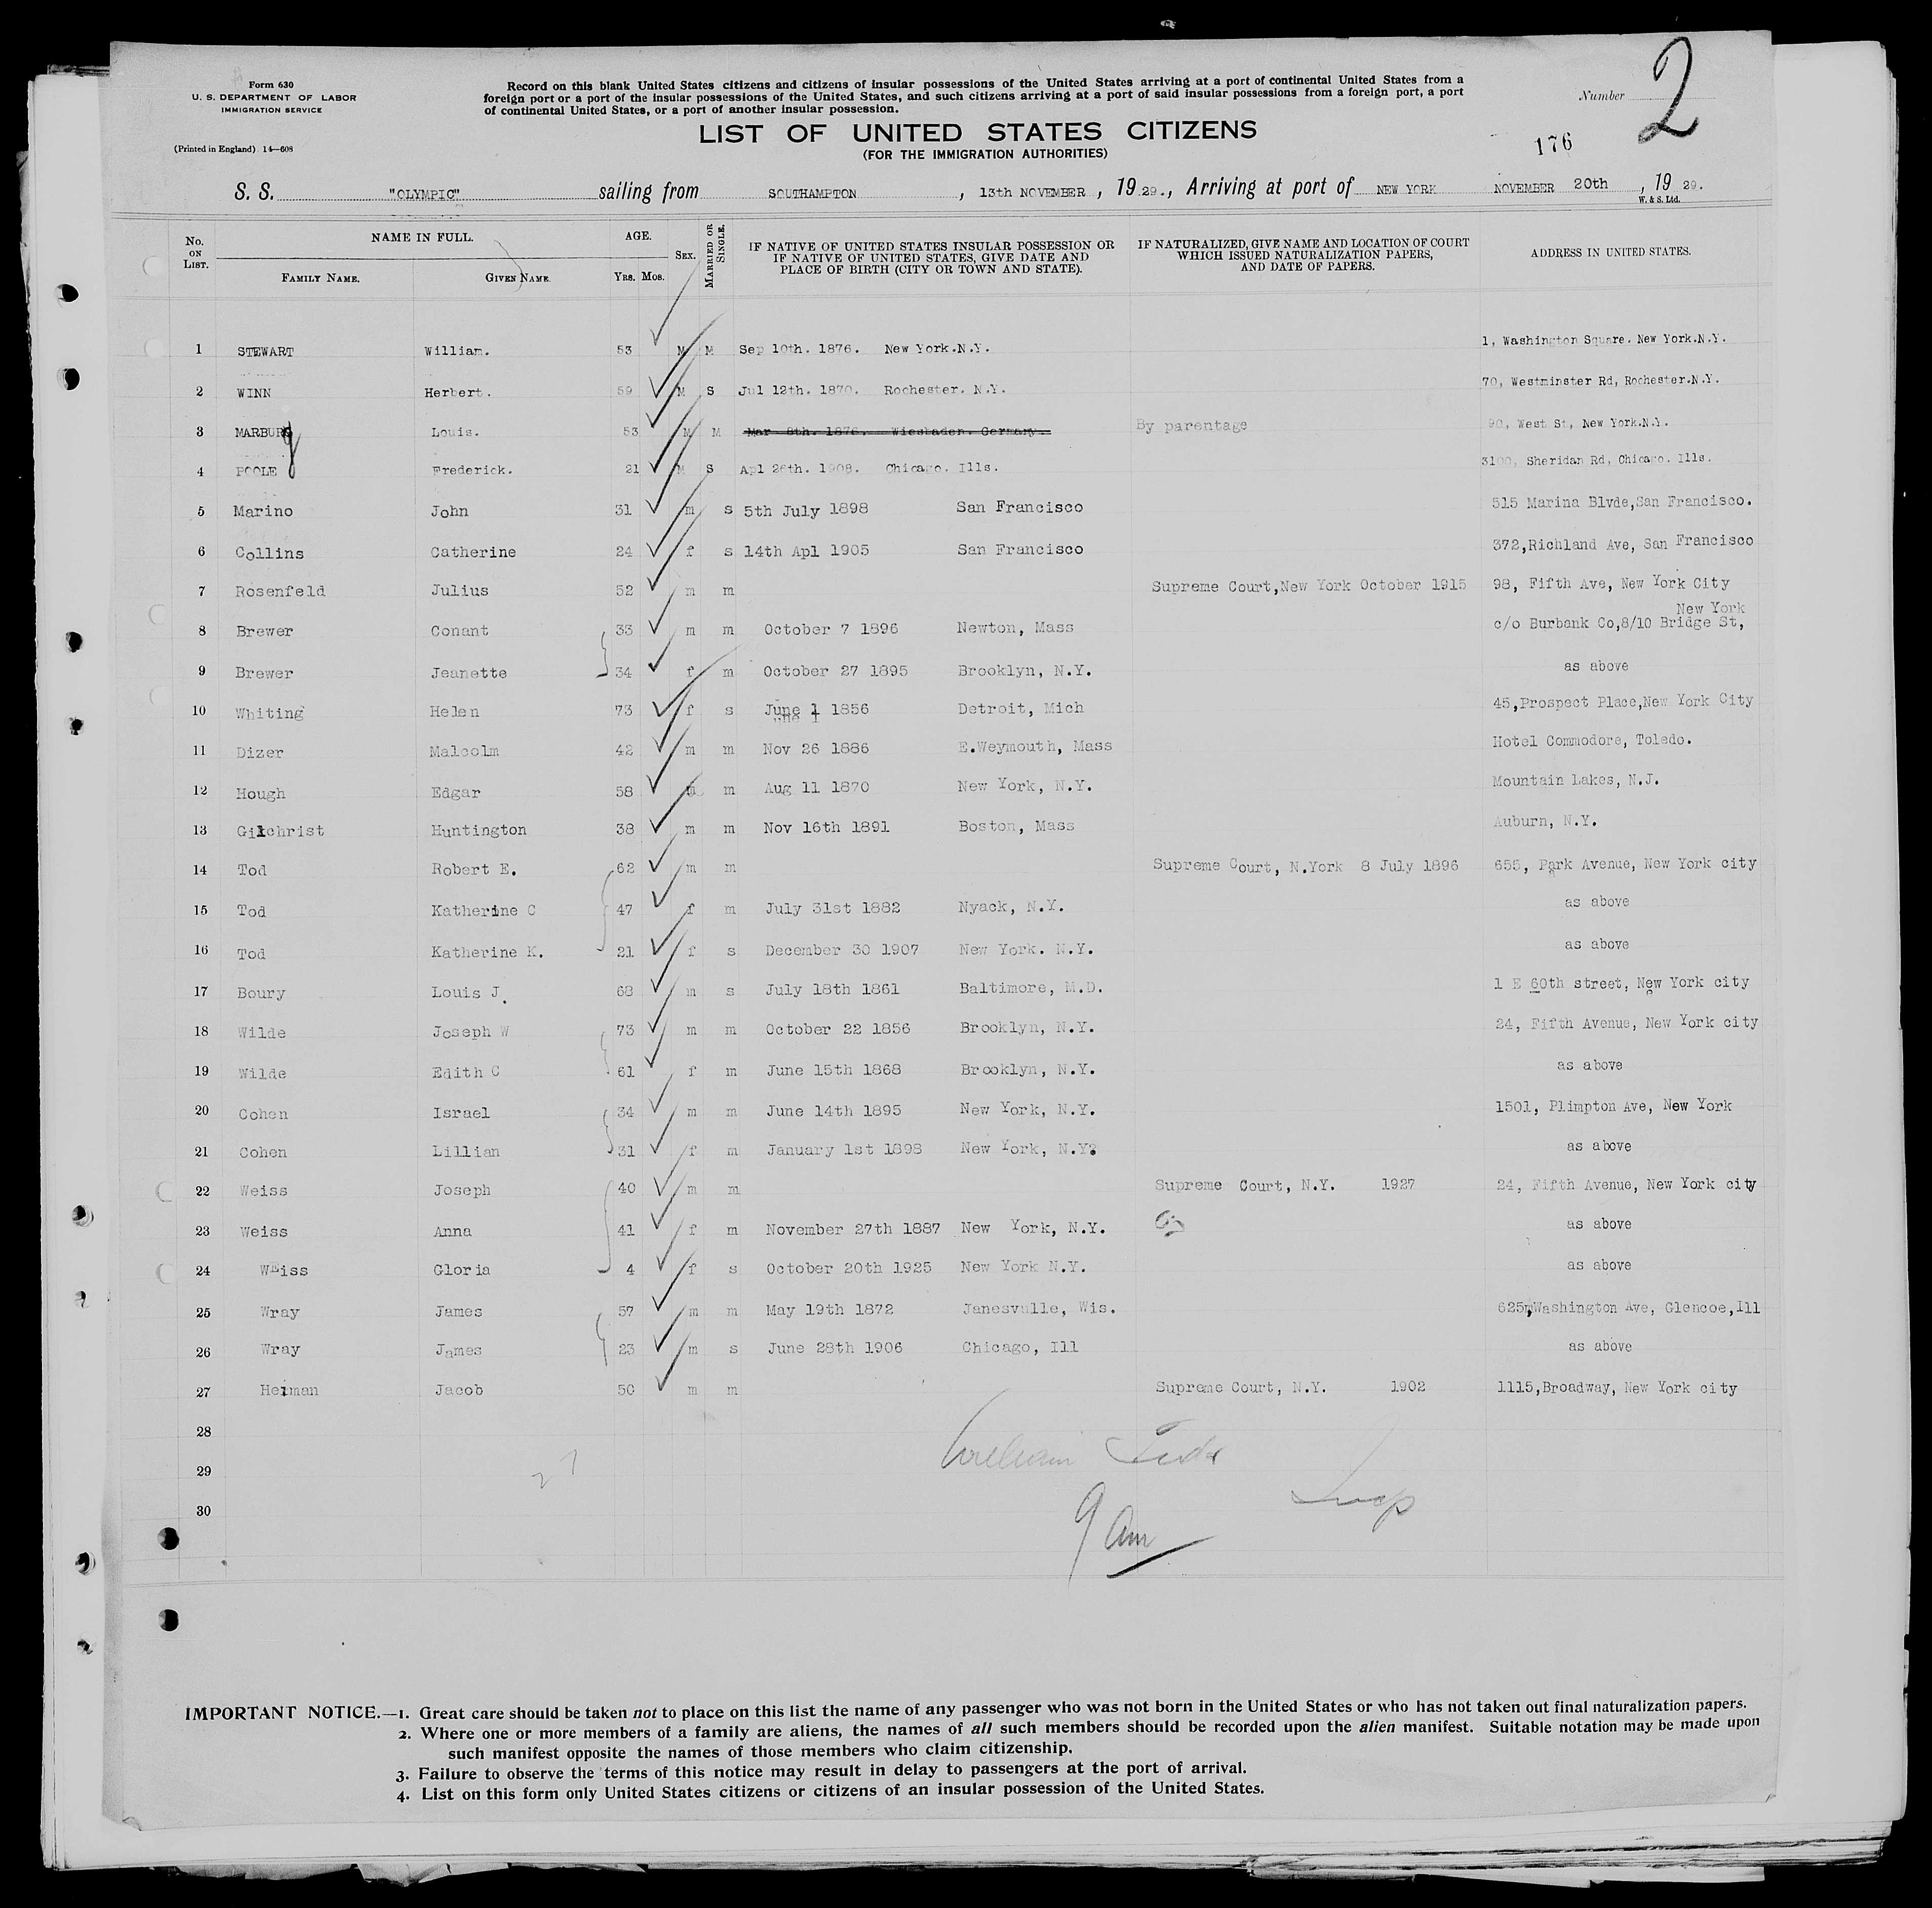 Form 630
U. S. DEPARTMENT OF LABOR
IMMIGRATION SERVICE
(Printed in England) 14—608
Record on this blank United States citizens and citizens of insular possessions of the United States arriving at a port of continental United States from a
foreign port or a port of the insular possessions of the United States, and such citizens arriving at a port of said insular possessions from a foreign port, a port
of continental United States, or a port of another insular possession.
LIST OF UNITED STATES CITIZENS
(FOR THE IMMIGRATION AUTHORITIES)
Number 2
176
S. S. "OLYMPIC" sailing from SOUTHAMPTON, 13th NOVEMBER, 19 29., Arriving at port of NEW YORK NOVEMBER 20th, 19 29.
W. & S. Ltd.
No. ON LIST. NAME IN FULL. FAMILY NAME. GIVEN NAME. AGE. YRS. MOS. SEX. MARRIED OR SINGLE. IF NATIVE OF UNITED STATES INSULAR POSSESSION OR IF NATIVE OF UNITED STATES, GIVE DATE AND PLACE OF BIRTH (CITY OR TOWN AND STATE). IF NATURALIZED, GIVE NAME AND LOCATION OF COURT WHICH ISSUED NATURALIZATION PAPERS, AND DATE OF PAPERS. ADDRESS IN UNITED STATES.
1 STEWART William. 53 M M Sep 10th. 1876. New York.N.Y. 1, Washington Square. New York.N.Y.
2 WINN Herbert. 59 M S Jul 12th. 1870. Rochester. N.Y. 70, Westminster Rd, Rochester.N.Y.
3 MARBURG Louis. 53 M M Mar 8th. 1876. Wiesbaden. Germany. By parentage 90, West St, New York.N.Y.
4 POOLE Frederick. 21 M S Apl 26th. 1908. Chicago. Ills. 3100, Sheridan Rd, Chicago. Ills.
5 Marino John 31 m s 5th July 1898 San Francisco 515 Marina Blvde,San Francisco.
6 Collins Catherine 24 f s 14th Apl 1905 San Francisco 372,Richland Ave, San Francisco
7 Rosenfeld Julius 52 m m Supreme Court,New York October 1915 98, Fifth Ave, New York City
8 Brewer Conant 33 m m October 7 1896 Newton, Mass c/o Burbank Co,8/10 Bridge St, New York
9 Brewer Jeanette 34 f m October 27 1895 Brooklyn, N.Y. as above
10 Whiting Helen 73 f s June 1 1856 Detroit, Mich 45,Prospect Place,New York City
11 Dizer Malcolm 42 m m Nov 26 1886 E.Weymouth, Mass Hotel Commodore, Toledo.
12 Hough Edgar 58 m m Aug 11 1870 New York, N.Y. Mountain Lakes, N.J.
13 Gilchrist Huntington 38 m m Nov 16th 1891 Boston, Mass Auburn, N.Y.
14 Tod Robert E. 62 m m Supreme Court, N.York 8 July 1896 655, Park Avenue, New York city
15 Tod Katherine C 47 f m July 31st 1882 Nyack, N.Y. as above
16 Tod Katherine K. 21 f s December 30 1907 New York. N.Y. as above
17 Boury Louis J. 68 m s July 18th 1861 Baltimore, M.D. 1 E 60th street, New York city
18 Wilde Joseph W 73 m m October 22 1856 Brooklyn, N.Y. 24, Fifth Avenue, New York city
19 Wilde Edith C 61 f m June 15th 1868 Brooklyn, N.Y. as above
20 Cohen Israel 34 m m June 14th 1895 New York, N.Y. 1501, Plimpton Ave, New York
21 Cohen Lillian 31 f m January 1st 1898 New York, N.Y. as above
22 Weiss Joseph 40 m m Supreme Court, N.Y. 1927 24, Fifth Avenue, New York city
23 Weiss Anna 41 f m November 27th 1887 New York, N.Y. as above
24 Weiss Gloria 4 f s October 20th 1925 New York N.Y. as above
25 Wray James 57 m m May 19th 1872 Janesvulle, Wis. 625,Washington Ave, Glencoe,Ill
26 Wray James 23 m s June 28th 1906 Chicago, Ill as above
27 Heiman Jacob 50 m m Supreme Court, N.Y. 1902 1115,Broadway, New York city
28
29
27
30
William
Insp
9 am
IMPORTANT NOTICE.—1. Great care should be taken not to place on this list the name of any passenger who was not born in the United States or who has not taken out final naturalization papers.
2. Where one or more members of a family are aliens, the names of all such members should be recorded upon the alien manifest. Suitable notation may be made upon
such manifest opposite the names of those members who claim citizenship.
3. Failure to observe the terms of this notice may result in delay to passengers at the port of arrival.
4. List on this form only United States citizens or citizens of an insular possession of the United States.